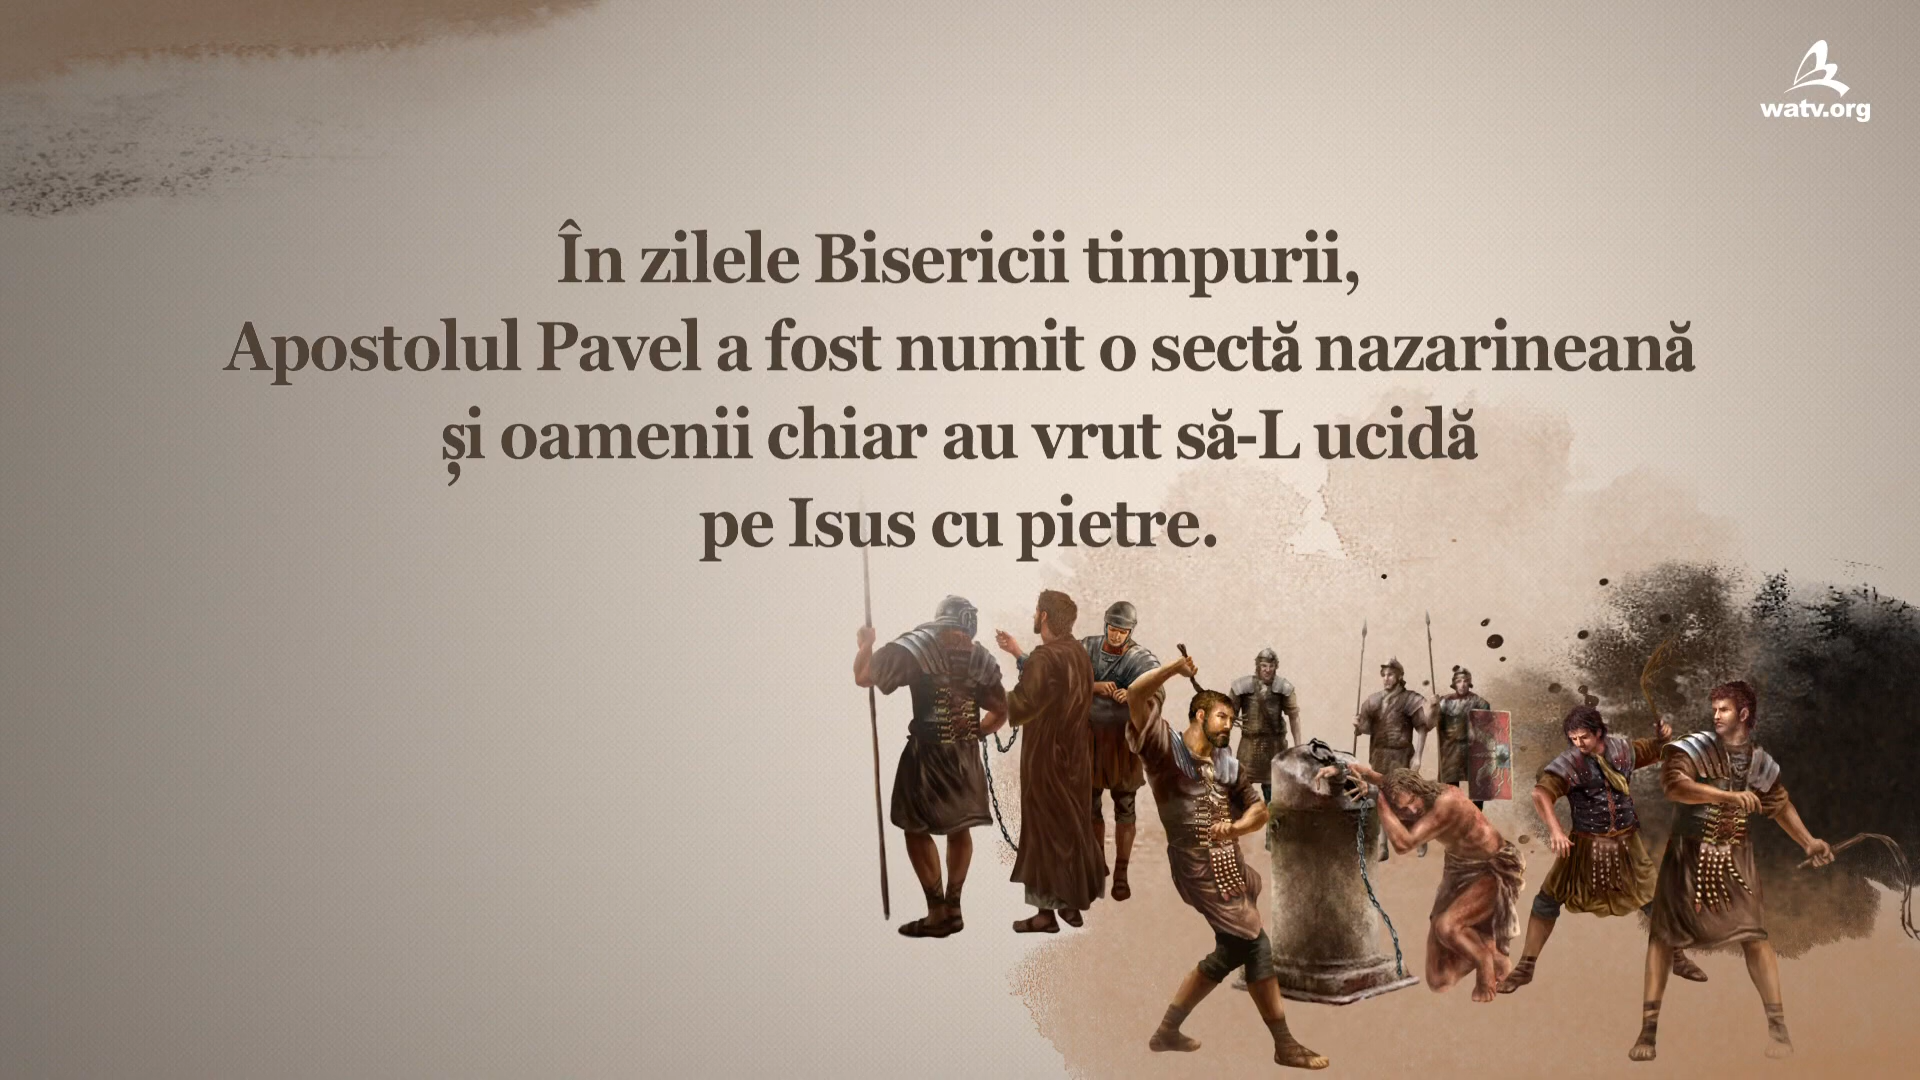 watv.org
În zilele Bisericii timpurii,
Apostolul Pavel a fost numit o sectă nazarineană
și oamenii chiar au vrut să-L ucidă
pe Isus cu pietre.